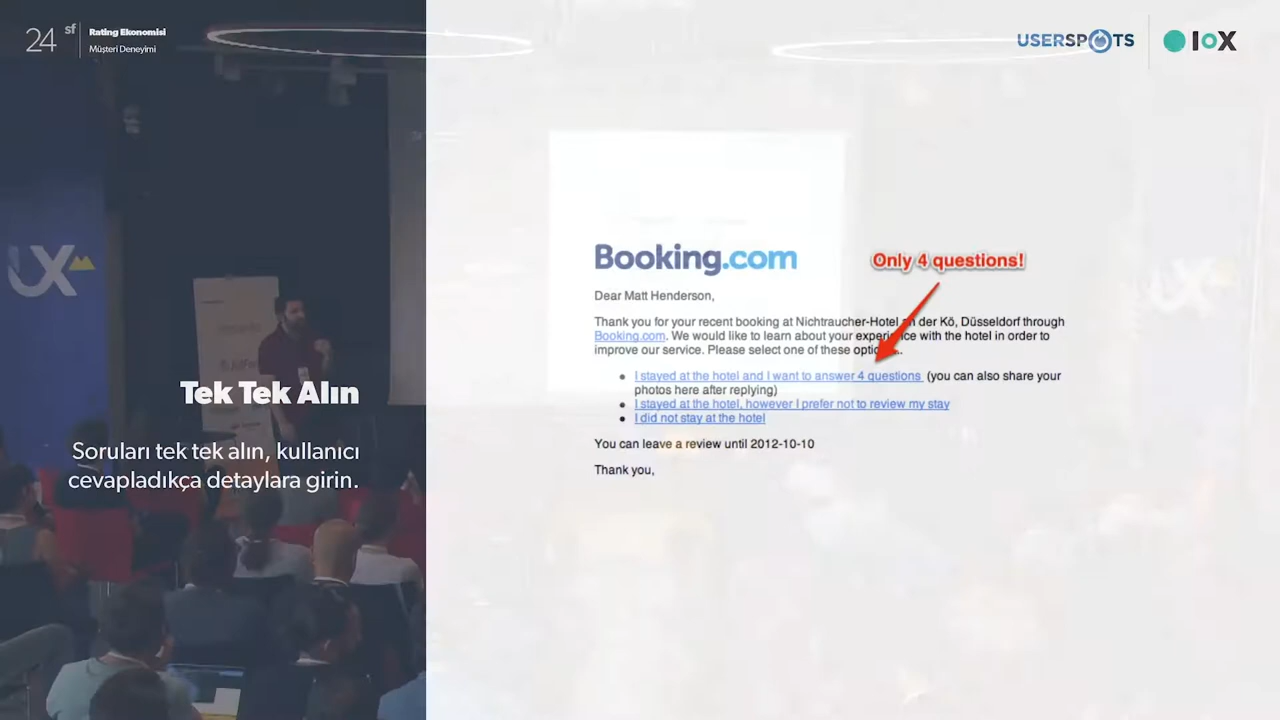 24 sf
Rating Ekonomisi
Müşteri Deneyimi
USERSPOTS
IoX
UX
Tek Tek Alın
Soruları tek tek alın, kullanıcı
cevapladıkça detaylara girin.
Booking.com
Only 4 questions!
Dear Matt Henderson,
Thank you for your recent booking at Nichtraucher-Hotel an der Kö, Düsseldorf through
Booking.com. We would like to learn about your experience with the hotel in order to
improve our service. Please select one of these
I stayed at the hotel and I want to answer 4 questions (you can also share your
photos here after replying)
I stayed at the hotel, however I prefer not to review my stay
I did not stay at the hotel
You can leave a review until 2012-10-10
Thank you,